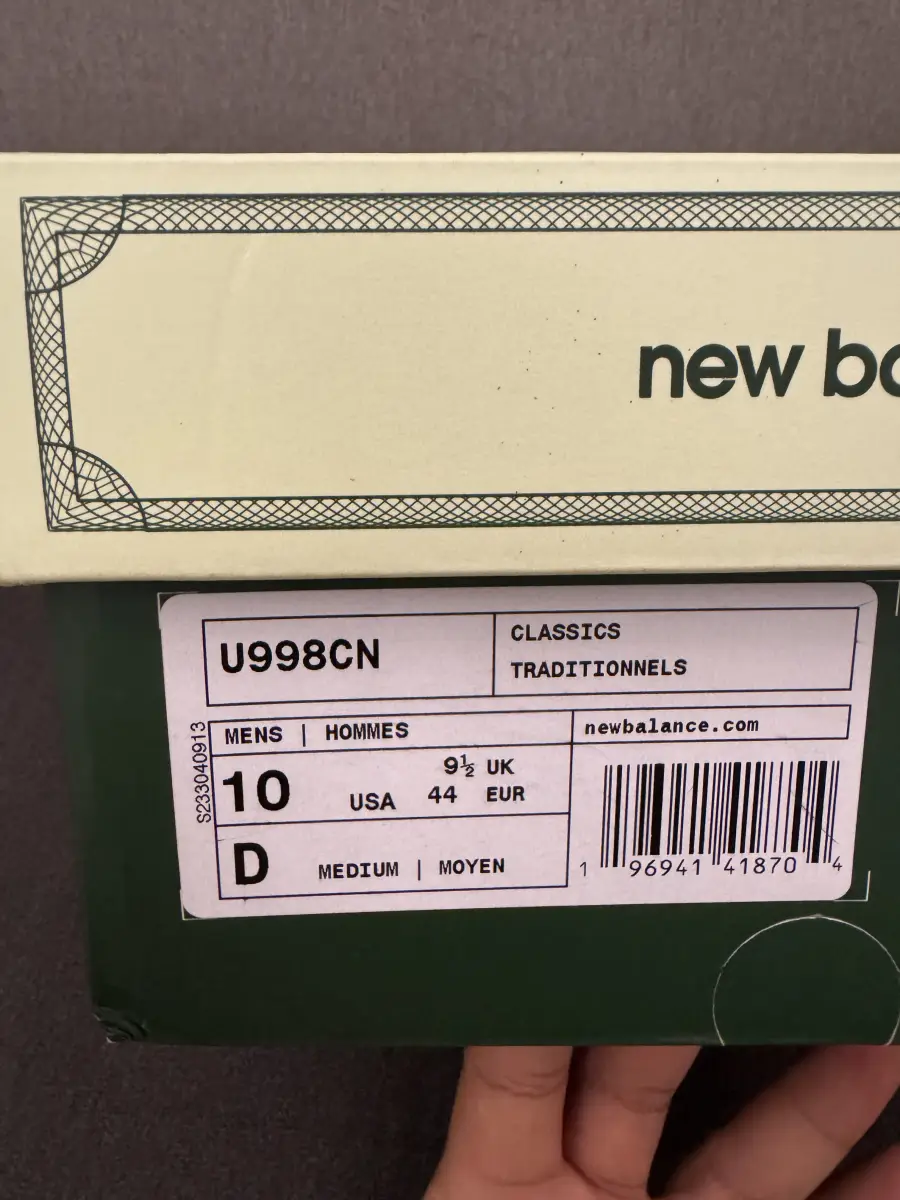 new ba
U998CN
CLASSICS
TRADITIONNELS
MENS | HOMMES
newbalance.com
10 USA 9½ UK
44 EUR
D MEDIUM | MOYEN
S233040913
1 96941 41870 4